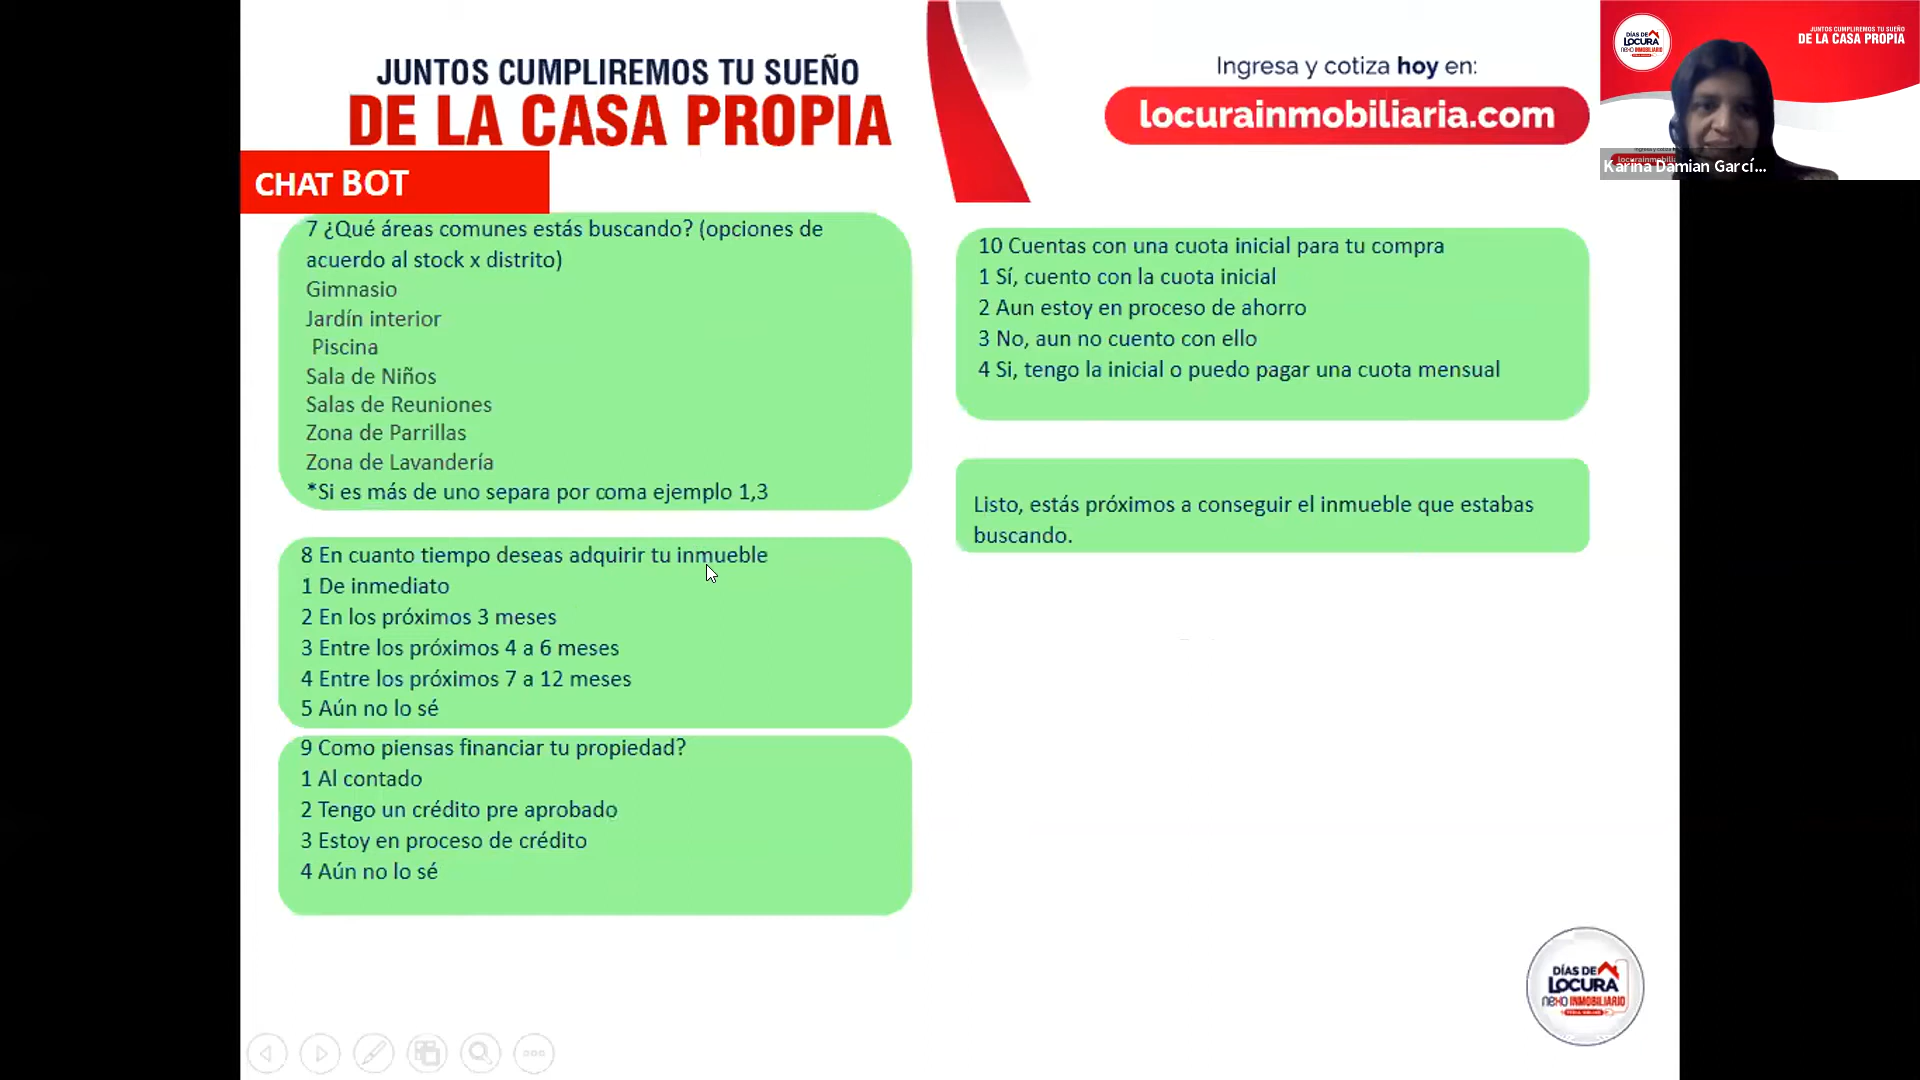 JUNTOS CUMPLIREMOS TU SUEÑO
DE LA CASA PROPIA
Ingresa y cotiza hoy en:
locurainmobiliaria.com
CHAT BOT
7 ¿Qué áreas comunes estás buscando? (opciones de
acuerdo al stock x distrito)
Gimnasio
Jardín interior
Piscina
Sala de Niños
Salas de Reuniones
Zona de Parrillas
Zona de Lavandería
*Si es más de uno separa por coma ejemplo 1,3
8 En cuanto tiempo deseas adquirir tu inmueble
1 De inmediato
2 En los próximos 3 meses
3 Entre los próximos 4 a 6 meses
4 Entre los próximos 7 a 12 meses
5 Aún no lo sé
9 Como piensas financiar tu propiedad?
1 Al contado
2 Tengo un crédito pre aprobado
3 Estoy en proceso de crédito
4 Aún no lo sé
10 Cuentas con una cuota inicial para tu compra
1 Sí, cuento con la cuota inicial
2 Aun estoy en proceso de ahorro
3 No, aun no cuento con ello
4 Si, tengo la inicial o puedo pagar una cuota mensual
Listo, estás próximos a conseguir el inmueble que estabas
buscando.
DÍAS DE
LOCURA
nexo INMOBILIARIO
JUNTOS CUMPLIREMOS TU SUEÑO
DE LA CASA PROPIA
DÍAS DE
LOCURA
nexo INMOBILIARIO
Karina Damian Garcí...